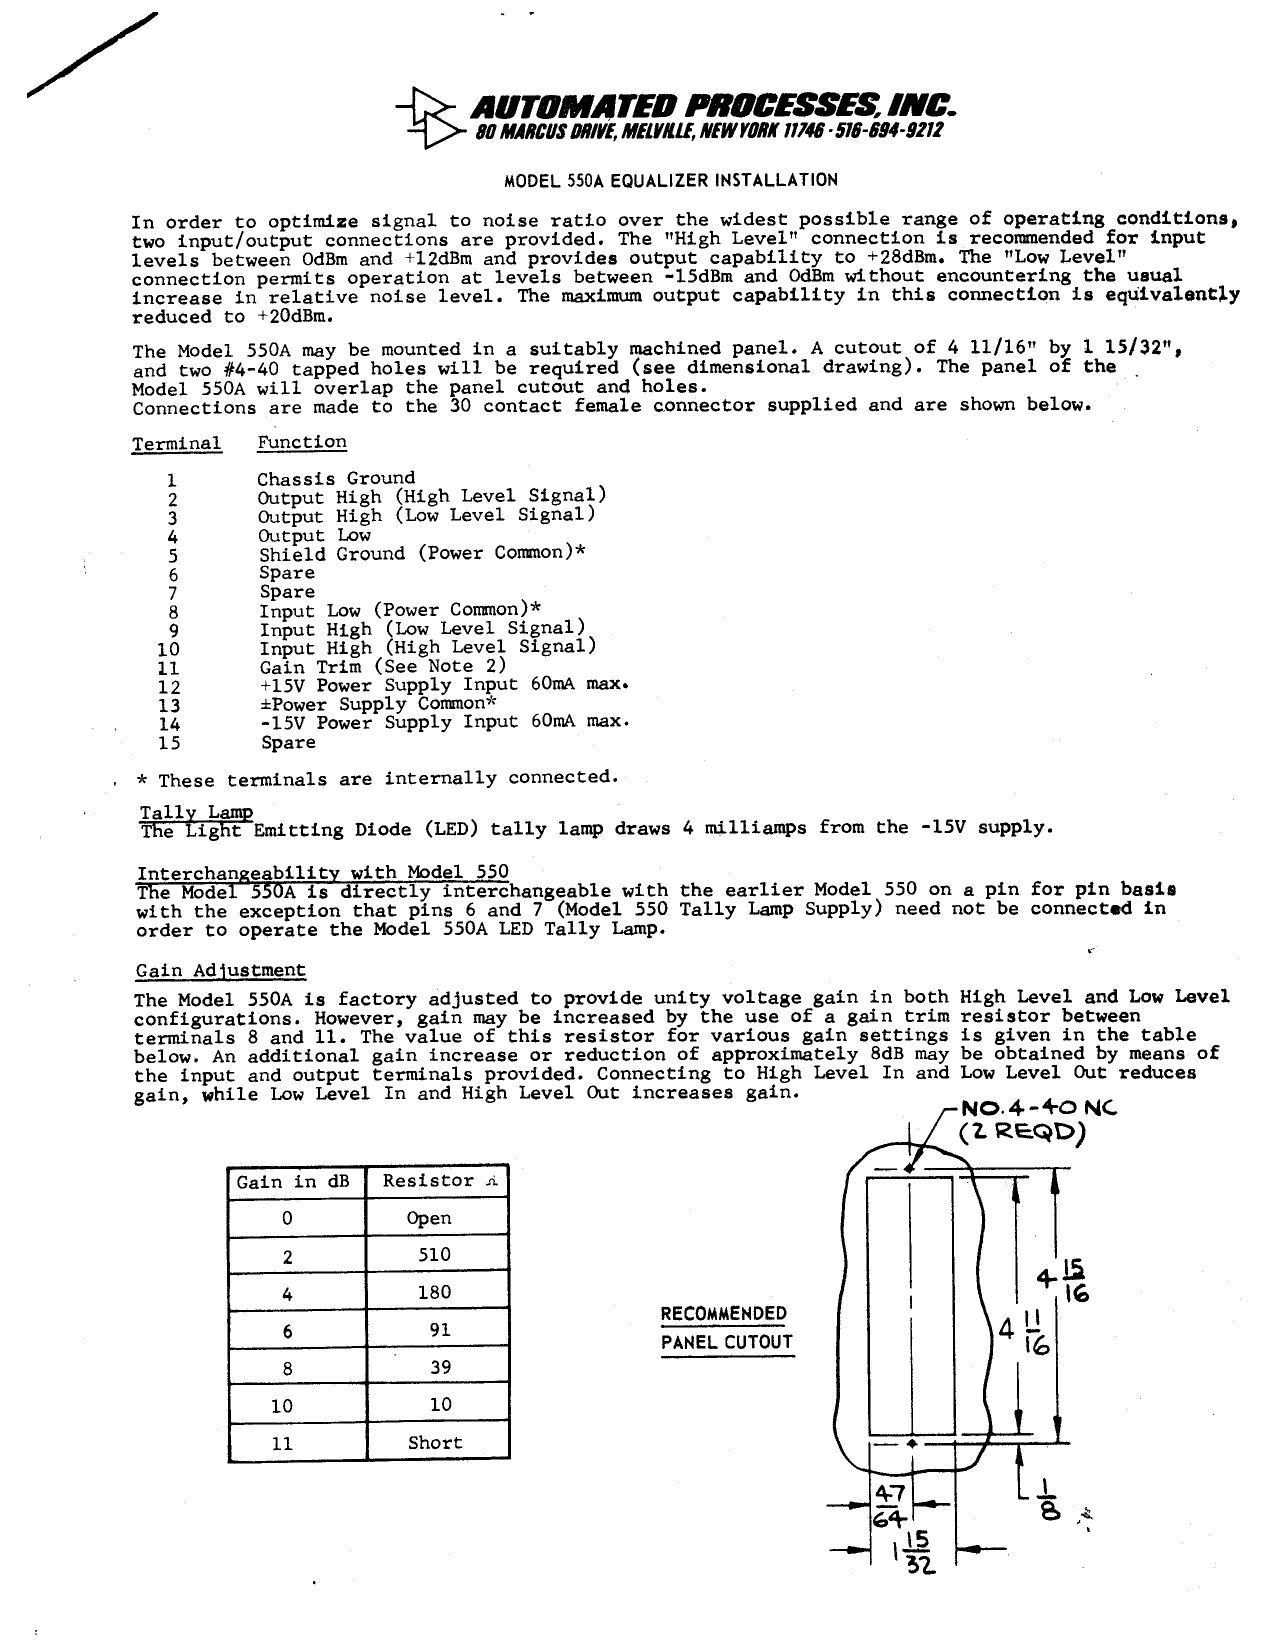 AUTOMATED PROCESSES, INC.
80 MARCUS DRIVE, MELVILLE, NEW YORK 11746 · 516-694-9212
MODEL 550A EQUALIZER INSTALLATION
In order to optimize signal to noise ratio over the widest possible range of operating conditions,
two input/output connections are provided. The "High Level" connection is recommended for input
levels between 0dBm and +12dBm and provides output capability to +28dBm. The "Low Level"
connection permits operation at levels between -15dBm and 0dBm without encountering the usual
increase in relative noise level. The maximum output capability in this connection is equivalently
reduced to +20dBm.
The Model 550A may be mounted in a suitably machined panel. A cutout of 4 11/16" by 1 15/32",
and two #4-40 tapped holes will be required (see dimensional drawing). The panel of the
Model 550A will overlap the panel cutout and holes.
Connections are made to the 30 contact female connector supplied and are shown below.
Terminal Function
1 Chassis Ground
2 Output High (High Level Signal)
3 Output High (Low Level Signal)
4 Output Low
5 Shield Ground (Power Common)*
6 Spare
7 Spare
8 Input Low (Power Common)*
9 Input High (Low Level Signal)
10 Input High (High Level Signal)
11 Gain Trim (See Note 2)
12 +15V Power Supply Input 60mA max.
13 ±Power Supply Common*
14 -15V Power Supply Input 60mA max.
15 Spare
* These terminals are internally connected.
Tally Lamp
The Light Emitting Diode (LED) tally lamp draws 4 milliamps from the -15V supply.
Interchangeability with Model 550
The Model 550A is directly interchangeable with the earlier Model 550 on a pin for pin basis
with the exception that pins 6 and 7 (Model 550 Tally Lamp Supply) need not be connected in
order to operate the Model 550A LED Tally Lamp.
Gain Adjustment
The Model 550A is factory adjusted to provide unity voltage gain in both High Level and Low Level
configurations. However, gain may be increased by the use of a gain trim resistor between
terminals 8 and 11. The value of this resistor for various gain settings is given in the table
below. An additional gain increase or reduction of approximately 8dB may be obtained by means of
the input and output terminals provided. Connecting to High Level In and Low Level Out reduces
gain, while Low Level In and High Level Out increases gain.
NO. 4-40 NC
(2 REQD)
Gain in dB Resistor Ω
0 Open
2 510
4 180
6 91
8 39
10 10
11 Short
RECOMMENDED
PANEL CUTOUT
4 15/16
4 11/16
1/8
47/64
1 15/32